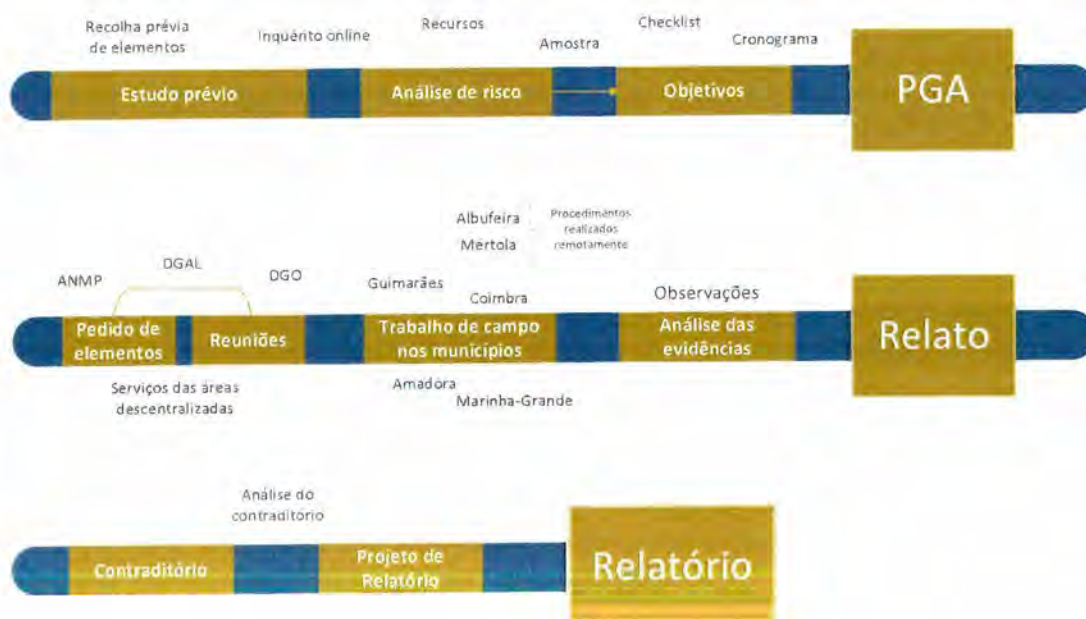 Recolha prévia
de elementos
Inquérito online
Recursos
Amostra
Checklist
Cronograma
Estudo prévio
Análise de risco
Objetivos
PGA
Albufeira
Mértola
Procedimentos
realizados
remotamente
ANMP
DGAL
DGO
Guimarães
Coimbra
Observações
Pedido de
elementos
Reuniões
Trabalho de campo
nos municípios
Análise das
evidências
Relato
Serviços das áreas
descentralizadas
Amadora
Marinha-Grande
Análise do
contraditório
Contraditório
Projeto de
Relatório
Relatório